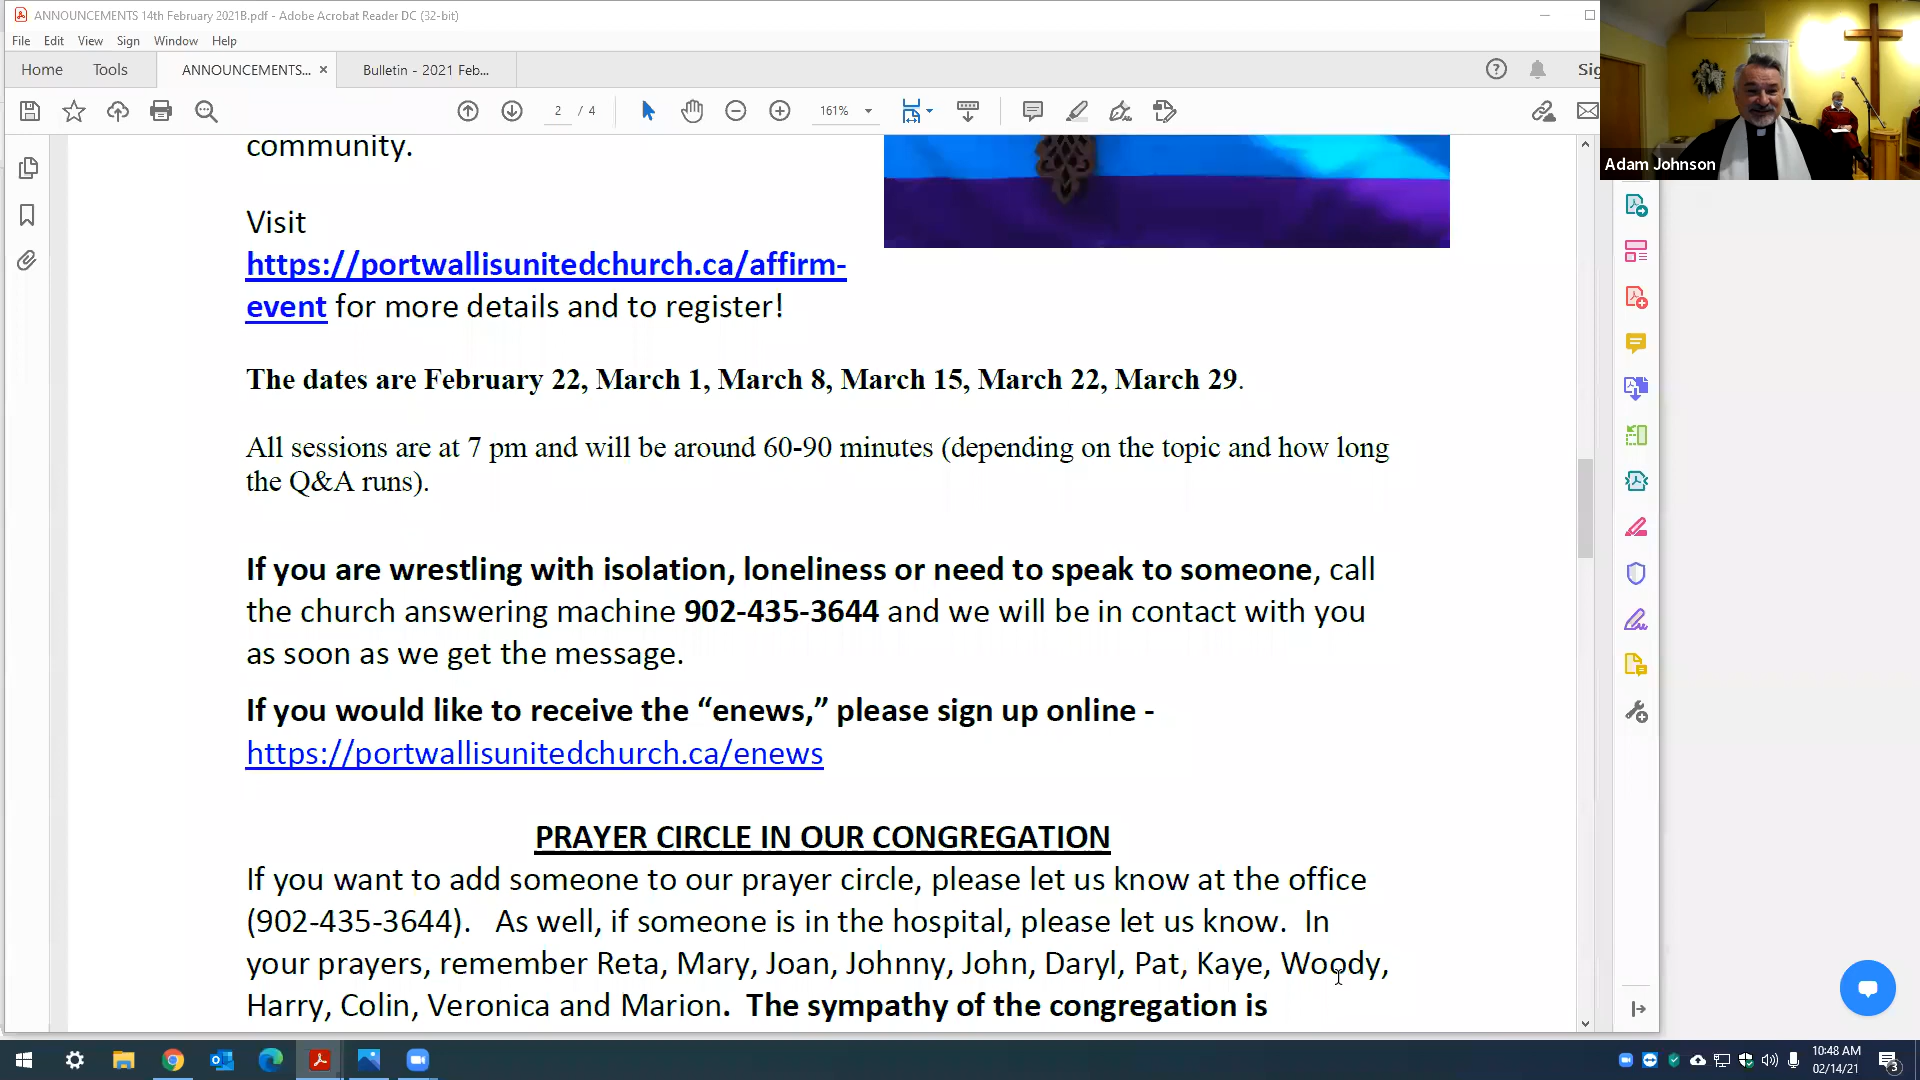 ANNOUNCEMENTS 14th February 2021B.pdf - Adobe Acrobat Reader DC (32-bit)
File Edit View Sign Window Help
Home Tools ANNOUNCEMENTS... × Bulletin - 2021 Feb...
2 / 4 161%
Adam Johnson
community.
Visit
https://portwallisunitedchurch.ca/affirm-
event for more details and to register!
The dates are February 22, March 1, March 8, March 15, March 22, March 29.
All sessions are at 7 pm and will be around 60-90 minutes (depending on the topic and how long
the Q&A runs).
If you are wrestling with isolation, loneliness or need to speak to someone, call
the church answering machine 902-435-3644 and we will be in contact with you
as soon as we get the message.
If you would like to receive the “enews,” please sign up online -
https://portwallisunitedchurch.ca/enews
PRAYER CIRCLE IN OUR CONGREGATION
If you want to add someone to our prayer circle, please let us know at the office
(902-435-3644). As well, if someone is in the hospital, please let us know. In
your prayers, remember Reta, Mary, Joan, Johnny, John, Daryl, Pat, Kaye, Woody,
Harry, Colin, Veronica and Marion. The sympathy of the congregation is
10:48 AM
02/14/21
3